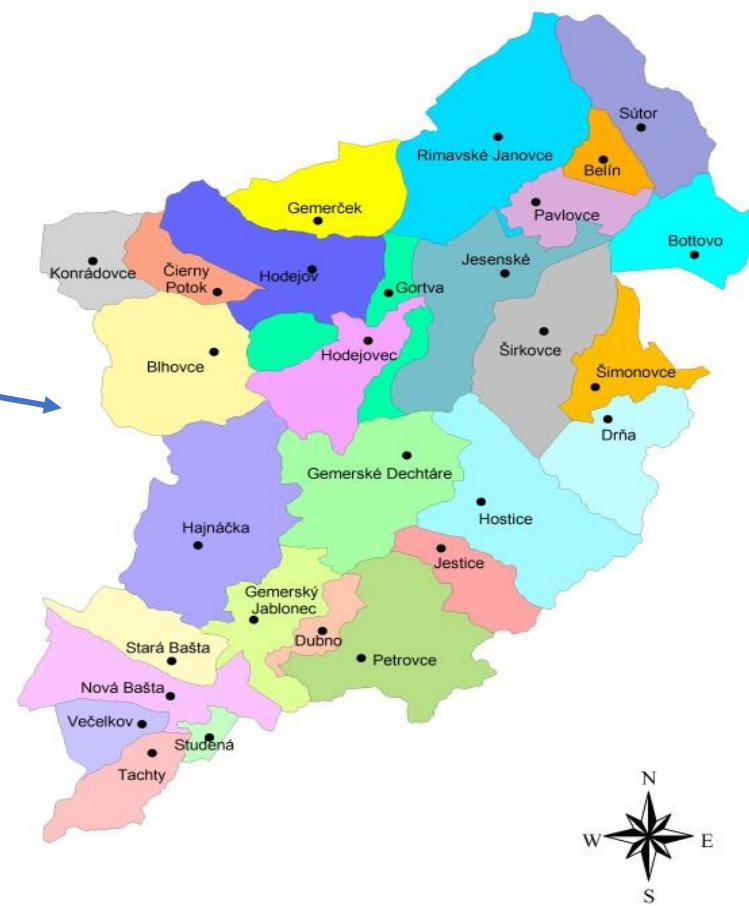 Sútor
Rimavské Janovce
Belín
Gemerček
Pavlovce
Bottovo
Konrádovce
Čierny
Potok
Hodejov
Jesenské
Gortva
Blhovce
Hodejovec
Širkovce
Šimonovce
Drňa
Gemerské Dechtáre
Hostice
Hajnáčka
Jestice
Gemerský
Jablonec
Dubno
Stará Bašta
Petrovce
Nová Bašta
Večelkov
Studená
Tachty
N
W
E
S